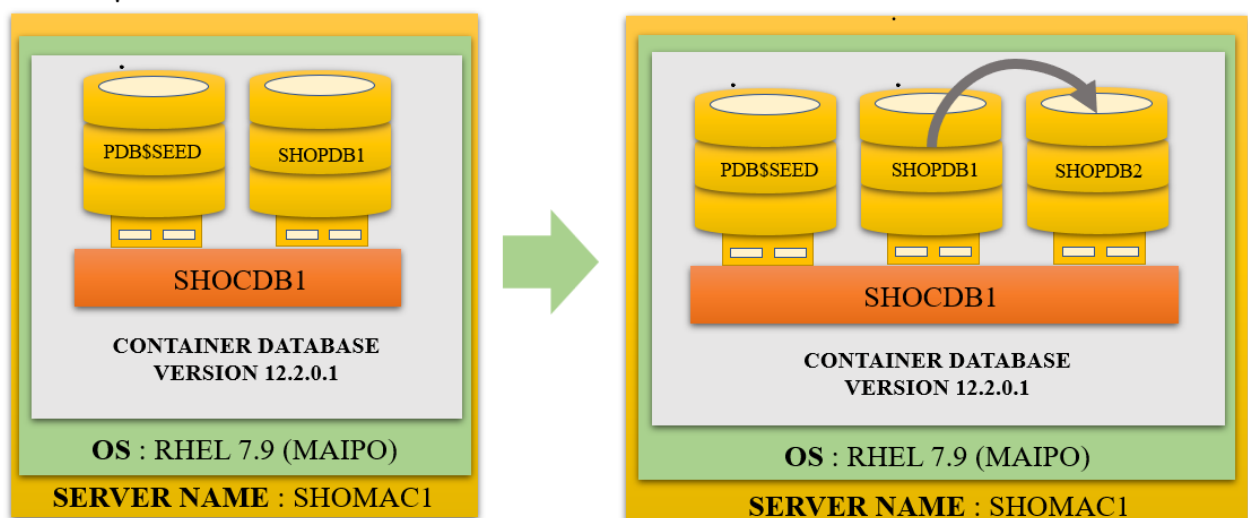 PDB$SEED
SHOPDB1
SHOCDB1
CONTAINER DATABASE
VERSION 12.2.0.1
OS : RHEL 7.9 (MAIPO)
SERVER NAME : SHOMAC1
PDB$SEED
SHOPDB1
SHOPDB2
SHOCDB1
CONTAINER DATABASE
VERSION 12.2.0.1
OS : RHEL 7.9 (MAIPO)
SERVER NAME : SHOMAC1